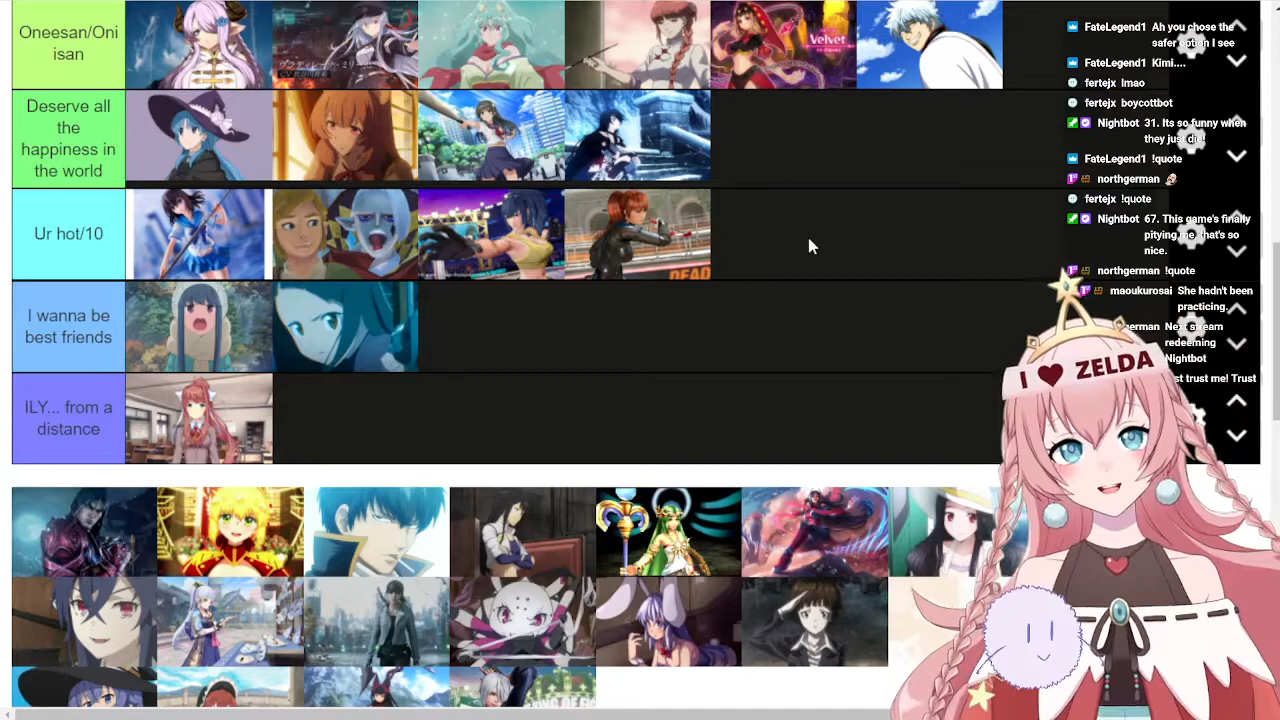 Oneesan/Oni
isan
Velvet
Deserve all
the
happiness in
the world
Ur hot/10
DEAD
I wanna be
best friends
ILY... from a
distance
FateLegend1 Ah you chose the
safer option I see
FateLegend1 Kimi....
fertejx lmao
fertejx boycottbot
Nightbot 31. Its so funny when
they just die!
FateLegend1 !quote
northgerman
fertejx !quote
Nightbot 67. This game's finally
pitying me, that's so
nice.
northgerman !quote
maoukurosai She hadn't been
practicing.
german Next stream
redeeming
Nightbot
st trust me! Trust
I ♥ ZELDA